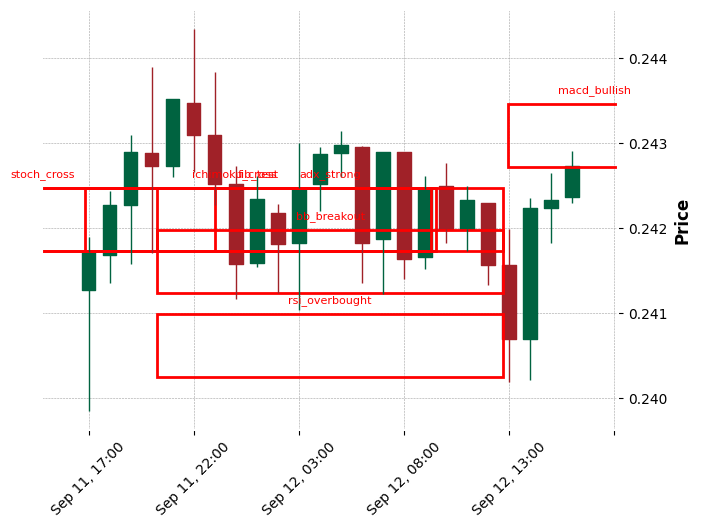 0.244
macd_bullish
0.243
stoch_cross
adx_strong
0.242
Price
rsi_overbought
0.241
0.240
Sep 11, 17:00
Sep 11, 22:00
Sep 12, 03:00
Sep 12, 08:00
Sep 12, 13:00